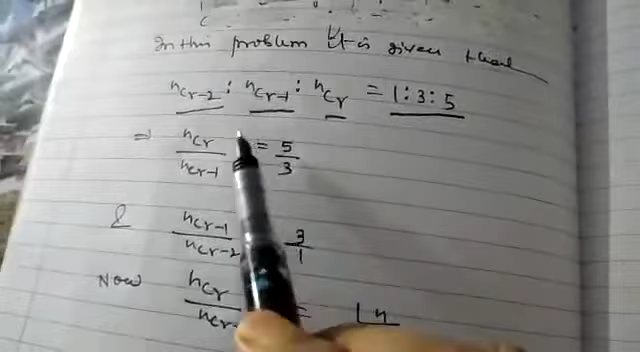 In this problem it is given that
ⁿCr-2 : ⁿCr-1 : ⁿCr = 1:3:5
⇒ ⁿCr / ⁿCr-1 = 5/3
& ⁿCr-1 / ⁿCr-2 3/1
Now ⁿCr / ⁿCr- = n